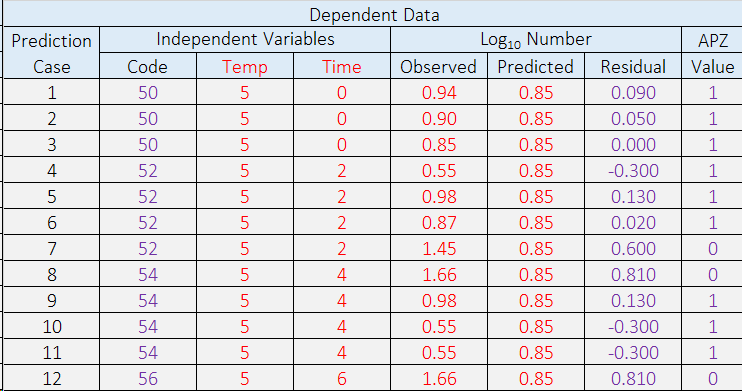 Dependent Data
Prediction Independent Variables Log10 Number APZ
Case Code Temp Time Observed Predicted Residual Value
1 50 5 0 0.94 0.85 0.090 1
2 50 5 0 0.90 0.85 0.050 1
3 50 5 0 0.85 0.85 0.000 1
4 52 5 2 0.55 0.85 -0.300 1
5 52 5 2 0.98 0.85 0.130 1
6 52 5 2 0.87 0.85 0.020 1
7 52 5 2 1.45 0.85 0.600 0
8 54 5 4 1.66 0.85 0.810 0
9 54 5 4 0.98 0.85 0.130 1
10 54 5 4 0.55 0.85 -0.300 1
11 54 5 4 0.55 0.85 -0.300 1
12 56 5 6 1.66 0.85 0.810 0